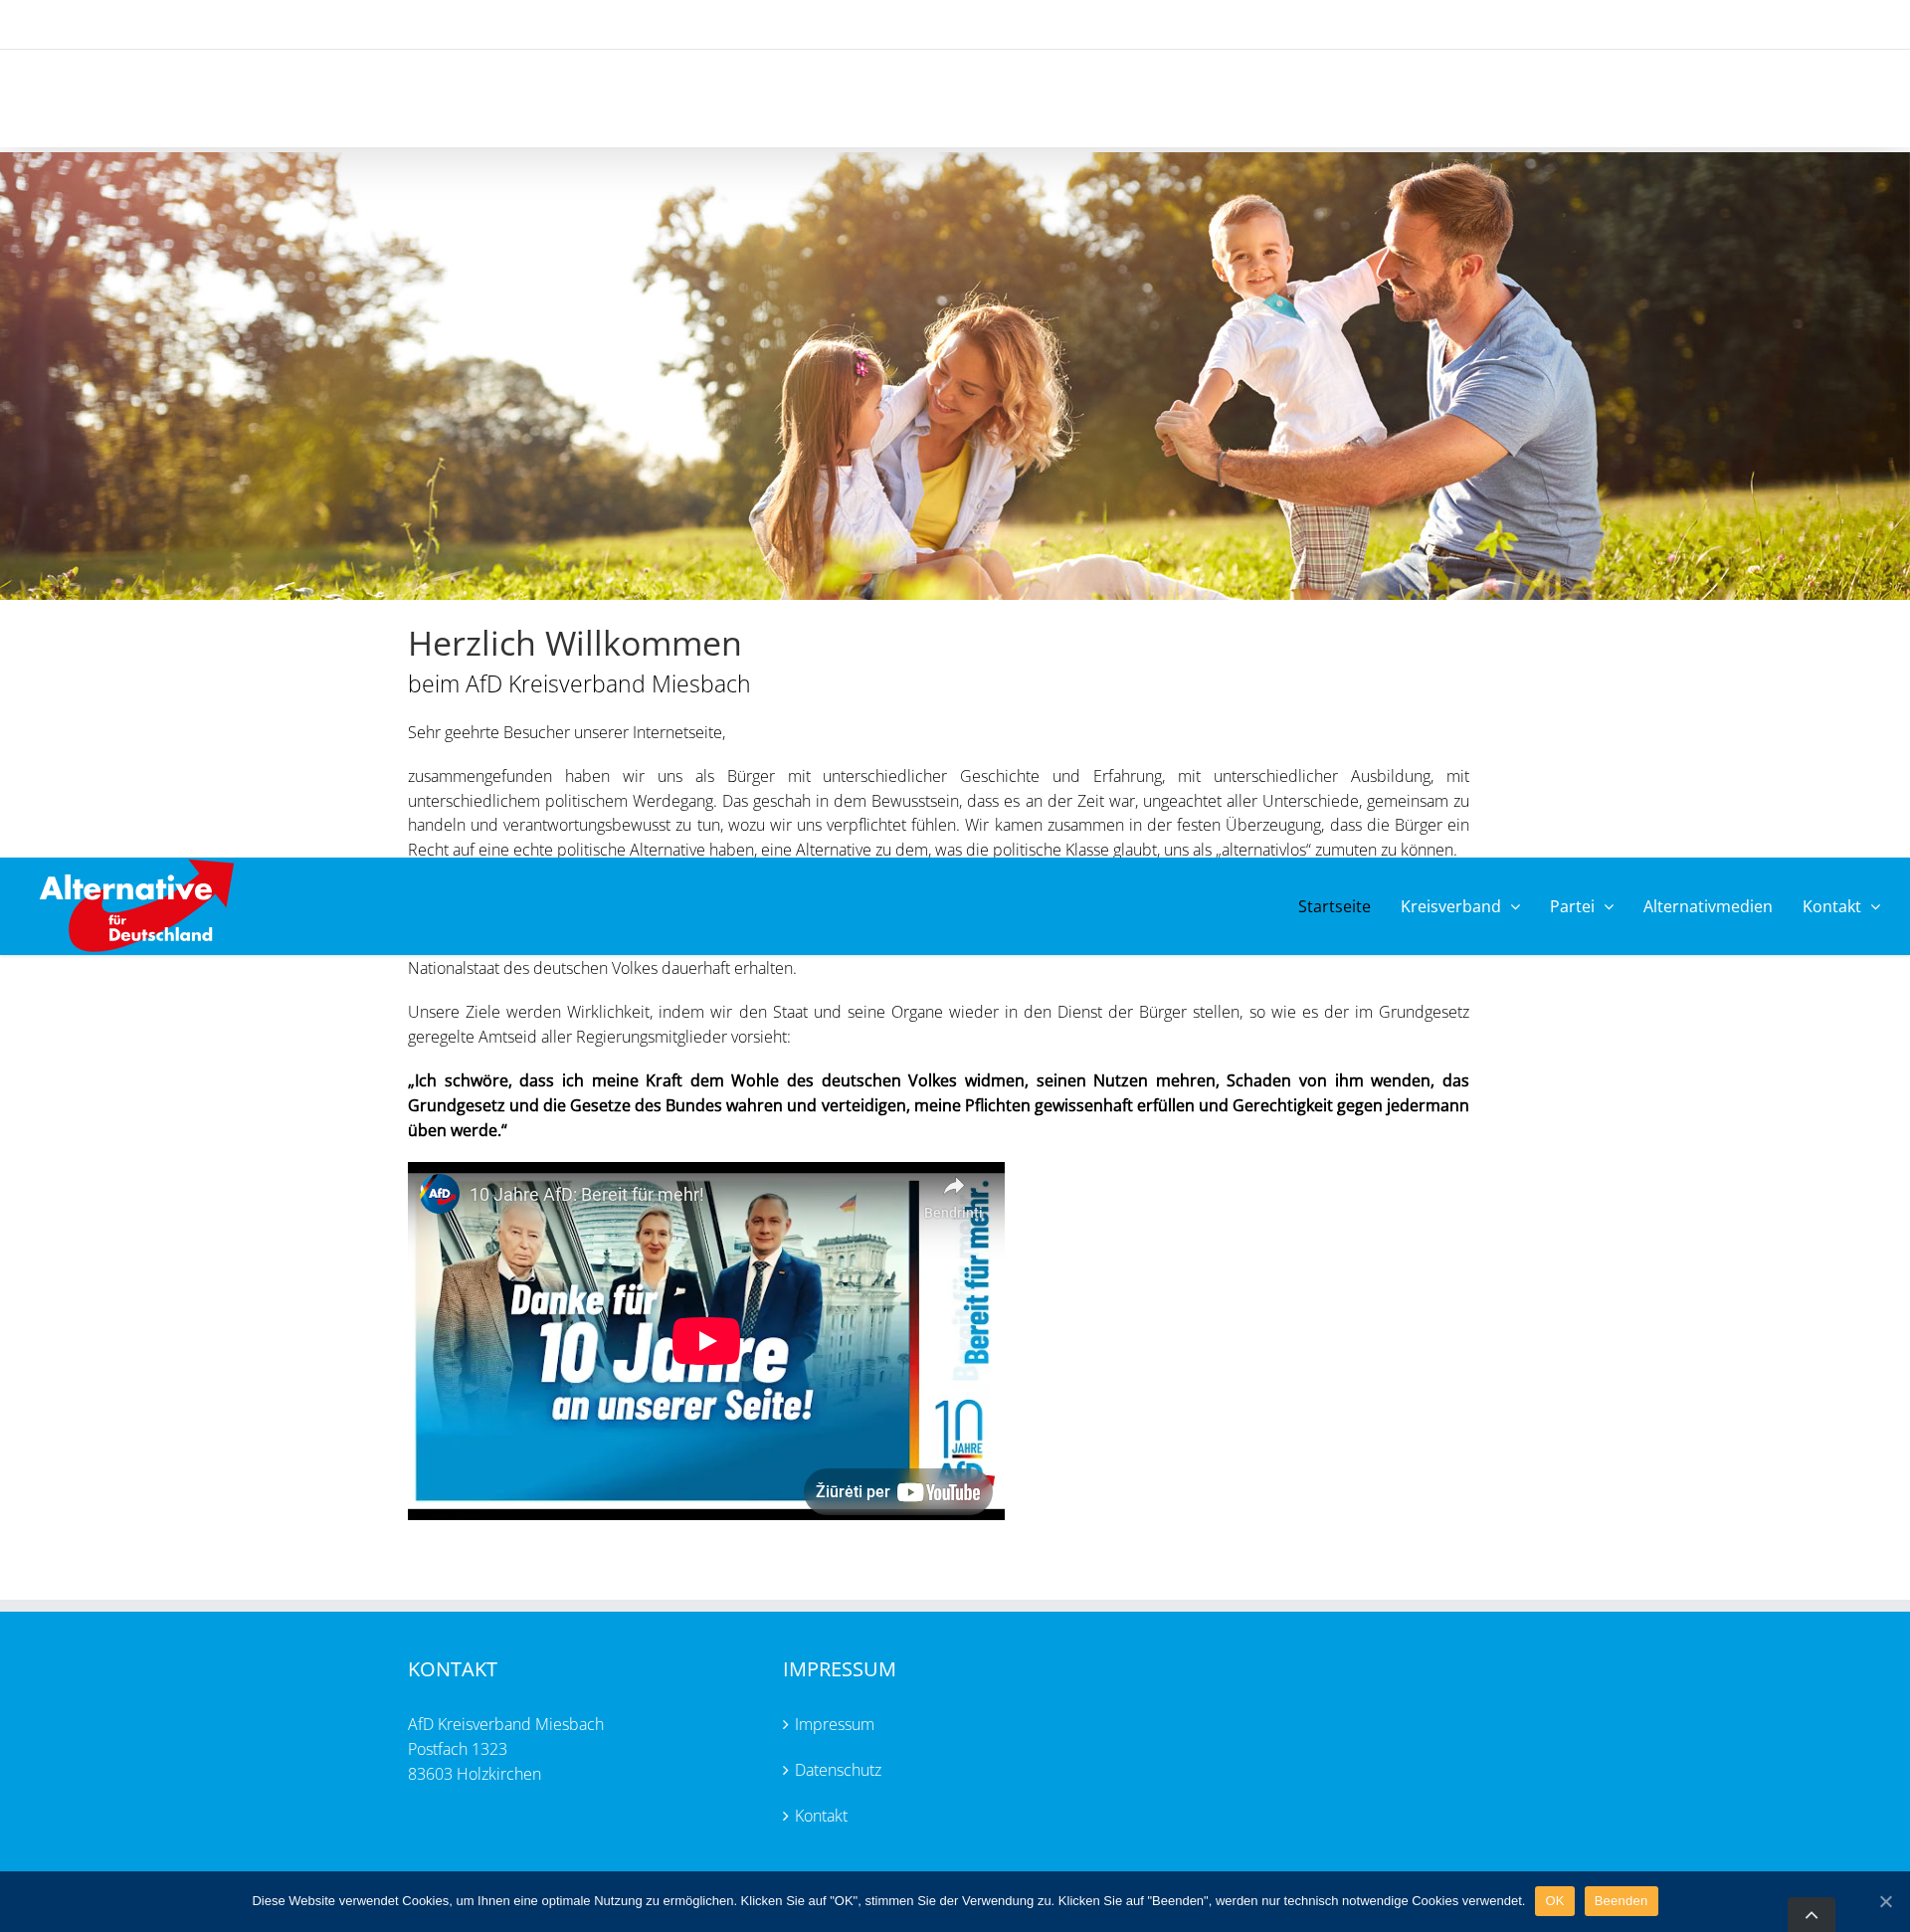 Herzlich Willkommen
beim AfD Kreisverband Miesbach
Sehr geehrte Besucher unserer Internetseite,
zusammengefunden haben wir uns als Bürger mit unterschiedlicher Geschichte und Erfahrung, mit unterschiedlicher Ausbildung, mit
unterschiedlichem politischem Werdegang. Das geschah in dem Bewusstsein, dass es an der Zeit war, ungeachtet aller Unterschiede, gemeinsam zu
handeln und verantwortungsbewusst zu tun, wozu wir uns verpflichtet fühlen. Wir kamen zusammen in der festen Überzeugung, dass die Bürger ein
Recht auf eine echte politische Alternative haben, eine Alternative zu dem, was die politische Klasse glaubt, uns als „alternativlos“ zumuten zu können.
Alternative
für
Deutschland
Startseite Kreisverband Partei Alternativmedien Kontakt
Nationalstaat des deutschen Volkes dauerhaft erhalten.
Unsere Ziele werden Wirklichkeit, indem wir den Staat und seine Organe wieder in den Dienst der Bürger stellen, so wie es der im Grundgesetz
geregelte Amtseid aller Regierungsmitglieder vorsieht:
„Ich schwöre, dass ich meine Kraft dem Wohle des deutschen Volkes widmen, seinen Nutzen mehren, Schaden von ihm wenden, das
Grundgesetz und die Gesetze des Bundes wahren und verteidigen, meine Pflichten gewissenhaft erfüllen und Gerechtigkeit gegen jedermann
üben werde.“
AfD
10 Jahre AfD: Bereit für mehr!
Bendrinti
Danke für
10 Jahre
an unserer Seite!
Bereit für mehr.
10
JAHRE
AfD
Žiūrėti per YouTube
KONTAKT
AfD Kreisverband Miesbach
Postfach 1323
83603 Holzkirchen
IMPRESSUM
Impressum
Datenschutz
Kontakt
Diese Website verwendet Cookies, um Ihnen eine optimale Nutzung zu ermöglichen. Klicken Sie auf "OK", stimmen Sie der Verwendung zu. Klicken Sie auf "Beenden", werden nur technisch notwendige Cookies verwendet. OK Beenden